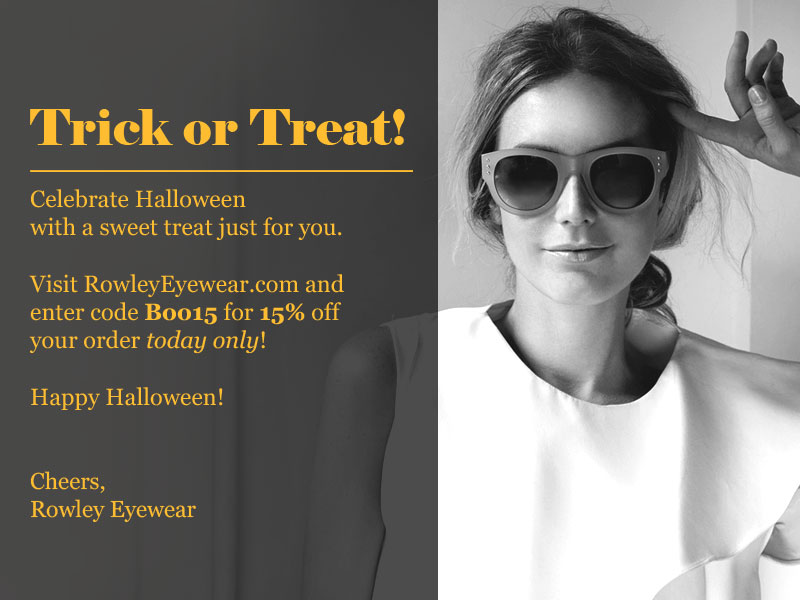 Trick or Treat!
Celebrate Halloween
with a sweet treat just for you.
Visit RowleyEyewear.com and
enter code Boo15 for 15% off
your order today only!
Happy Halloween!
Cheers,
Rowley Eyewear